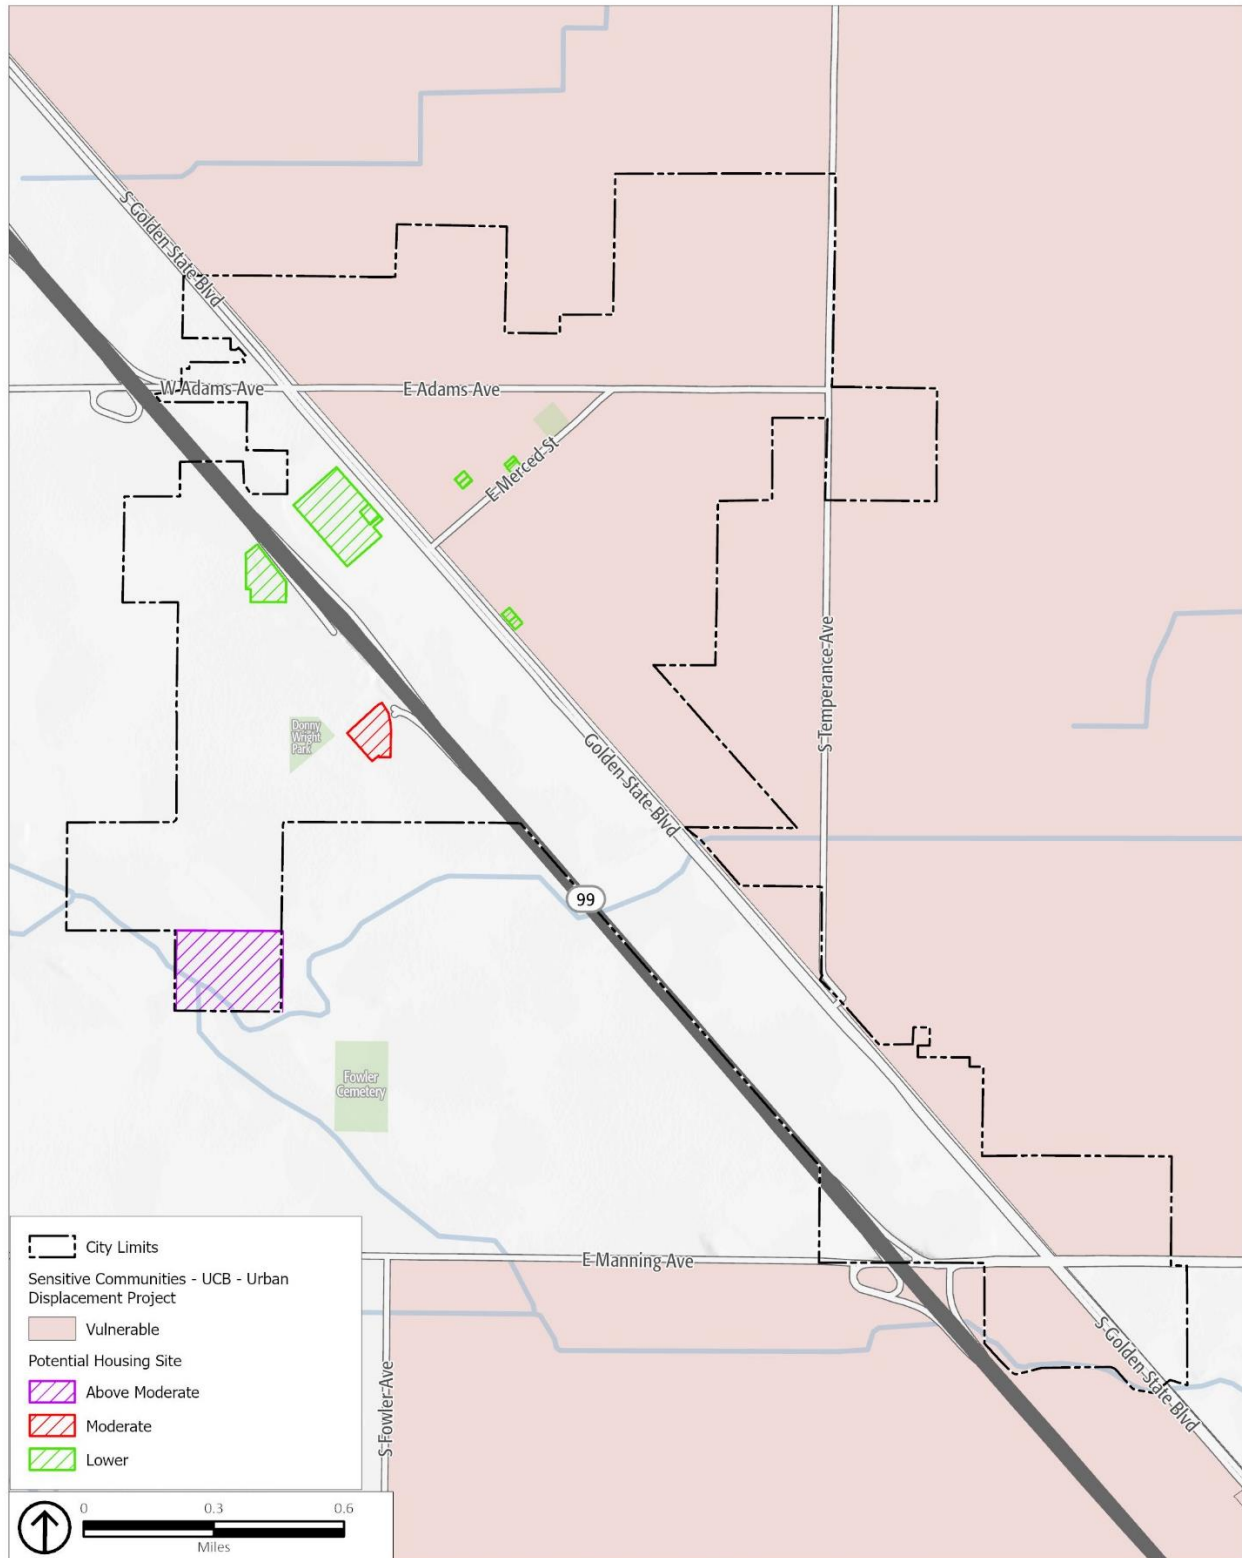 S Golden State Blvd
W Adams Ave
E Adams Ave
E Merced St
S Temperance Ave
Donny
Wright
Park
Golden State Blvd
99
Fowler
Cemetery
E Manning Ave
S Golden State Blvd
S Fowler Ave
City Limits
Sensitive Communities - UCB - Urban
Displacement Project
Vulnerable
Potential Housing Site
Above Moderate
Moderate
Lower
0 0.3 0.6
Miles